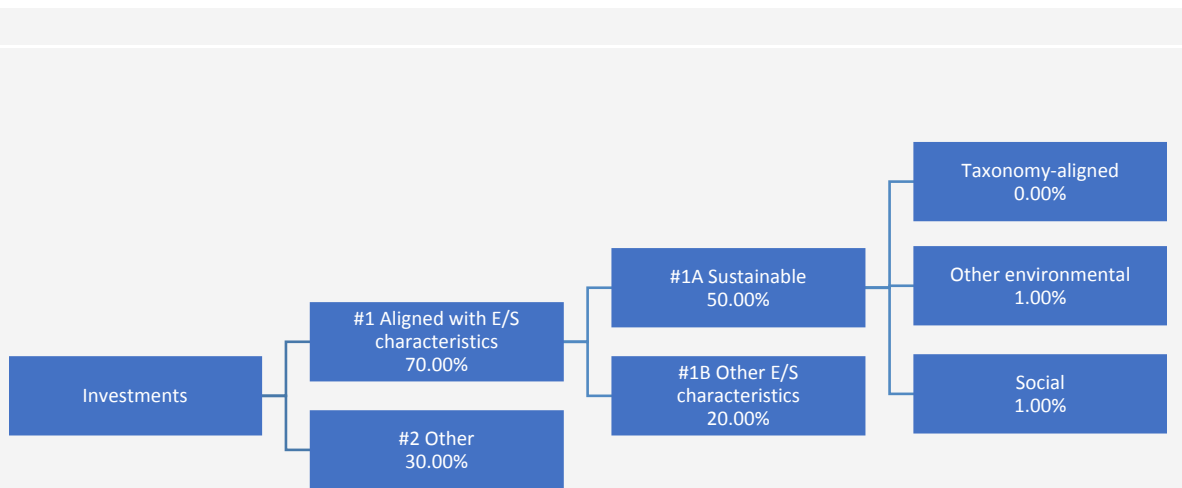 Investments
#1 Aligned with E/S
characteristics
70.00%
#2 Other
30.00%
#1A Sustainable
50.00%
#1B Other E/S
characteristics
20.00%
Taxonomy-aligned
0.00%
Other environmental
1.00%
Social
1.00%